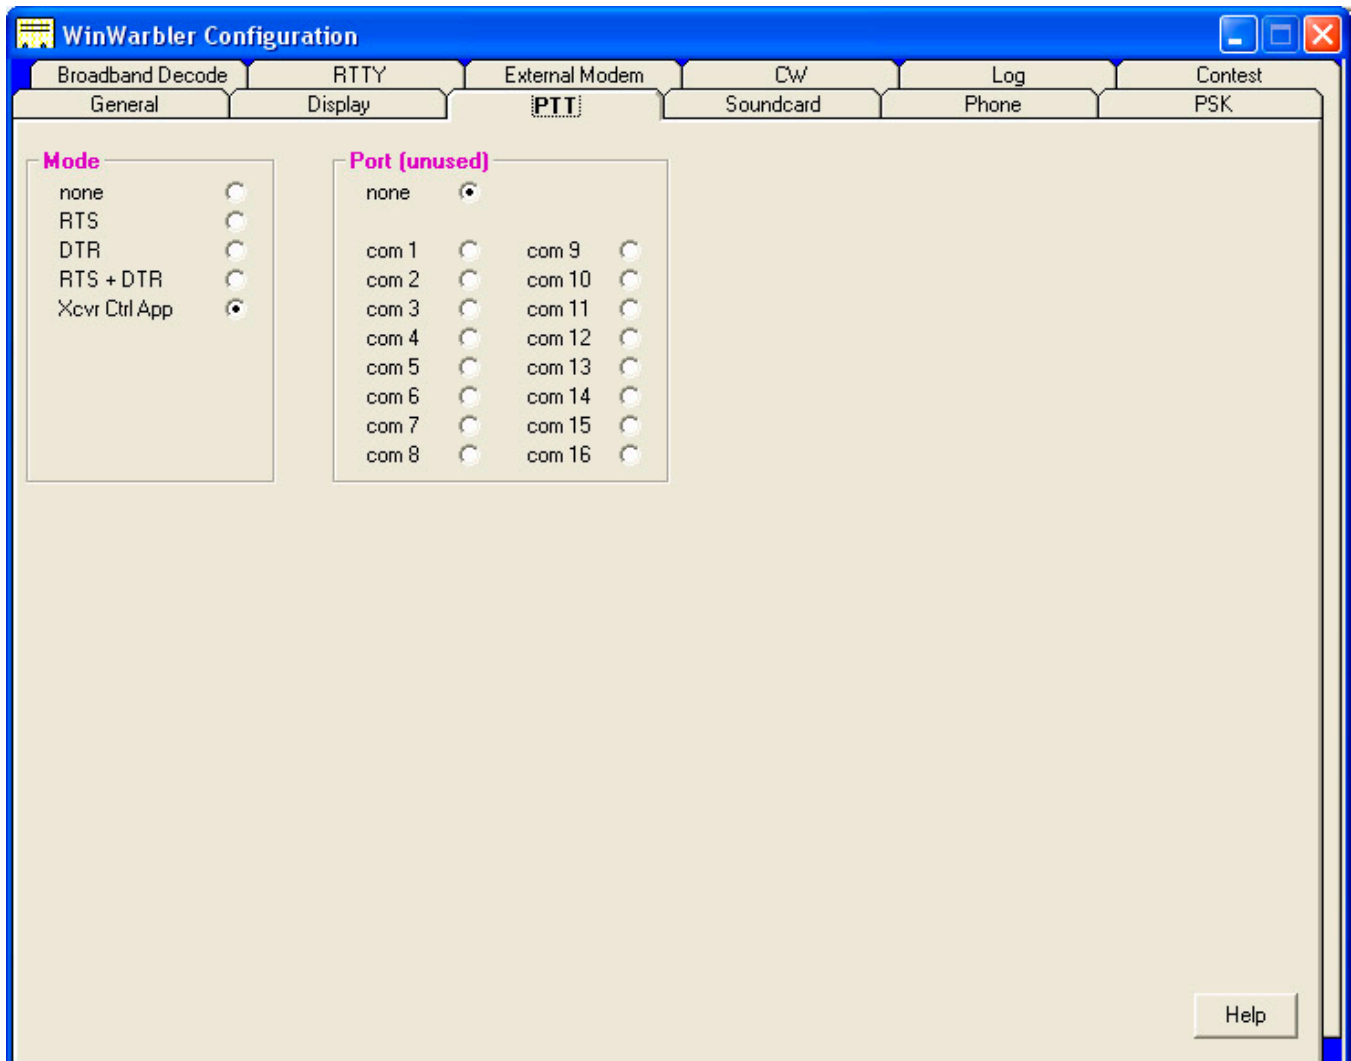 WinWarbler Configuration
Broadband Decode RTTY External Modem CW Log Contest
General Display PTT Soundcard Phone PSK
Mode
none
RTS
DTR
RTS + DTR
Xcvr Ctrl App
Port (unused)
none
com 1 com 9
com 2 com 10
com 3 com 11
com 4 com 12
com 5 com 13
com 6 com 14
com 7 com 15
com 8 com 16
Help